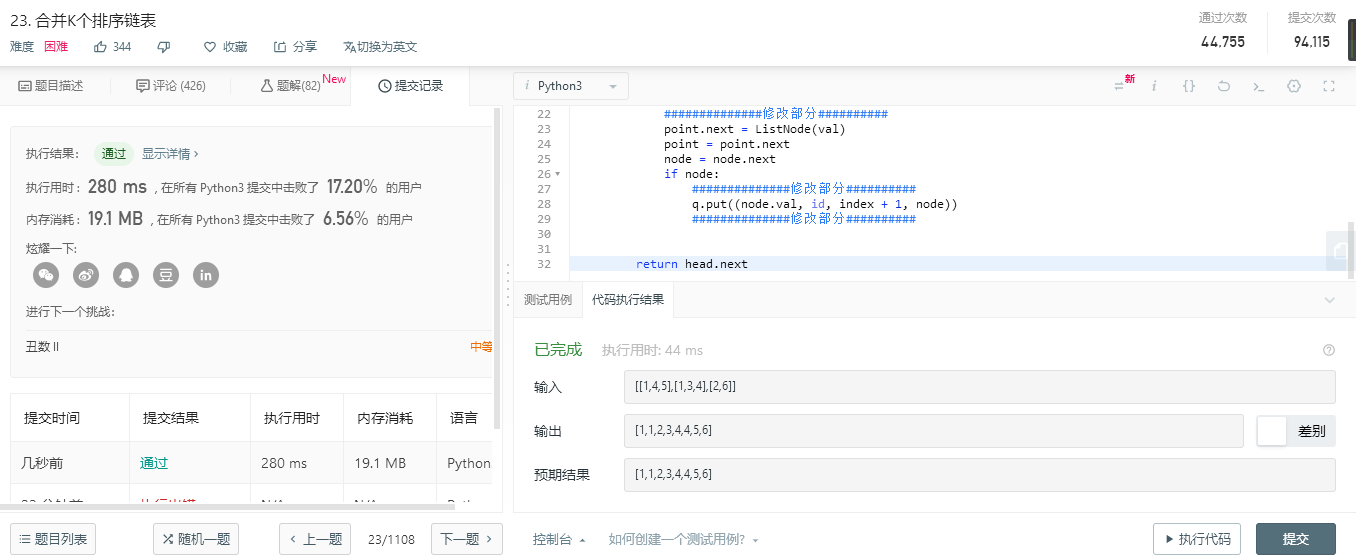 23. 合并K个排序链表
难度 困难 344 收藏 分享 切换为英文
通过次数 提交次数
44,755 94,115
题目描述 评论 (426) 题解(82) New 提交记录
i Python3
新 i {}
执行结果： 通过 显示详情 ›
执行用时 : 280 ms , 在所有 Python3 提交中击败了 17.20% 的用户
内存消耗 : 19.1 MB , 在所有 Python3 提交中击败了 6.56% 的用户
炫耀一下:
豆 in
进行下一个挑战：
丑数 II 中等
提交时间 提交结果 执行用时 内存消耗 语言
几秒前 通过 280 ms 19.1 MB Python
22 ##############修改部分##########
23 point.next = ListNode(val)
24 point = point.next
25 node = node.next
26 if node:
27 ##############修改部分##########
28 q.put((node.val, id, index + 1, node))
29 ##############修改部分##########
30
31
32 return head.next
测试用例 代码执行结果
已完成 执行用时: 44 ms
输入 [[1,4,5],[1,3,4],[2,6]]
输出 [1,1,2,3,4,4,5,6] 差别
预期结果 [1,1,2,3,4,4,5,6]
题目列表 随机一题 上一题 23/1108 下一题
控制台 如何创建一个测试用例? 执行代码 提交